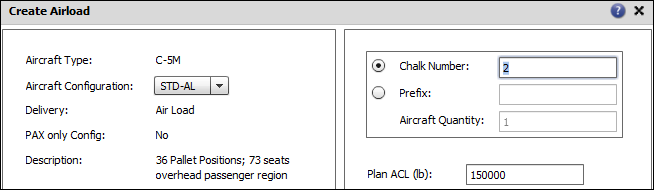 Create Airload
Aircraft Type: C-5M
Aircraft Configuration: STD-AL
Delivery: Air Load
PAX only Config: No
Description: 36 Pallet Positions; 73 seats
overhead passenger region
Chalk Number: 2
Prefix:
Aircraft Quantity: 1
Plan ACL (lb): 150000